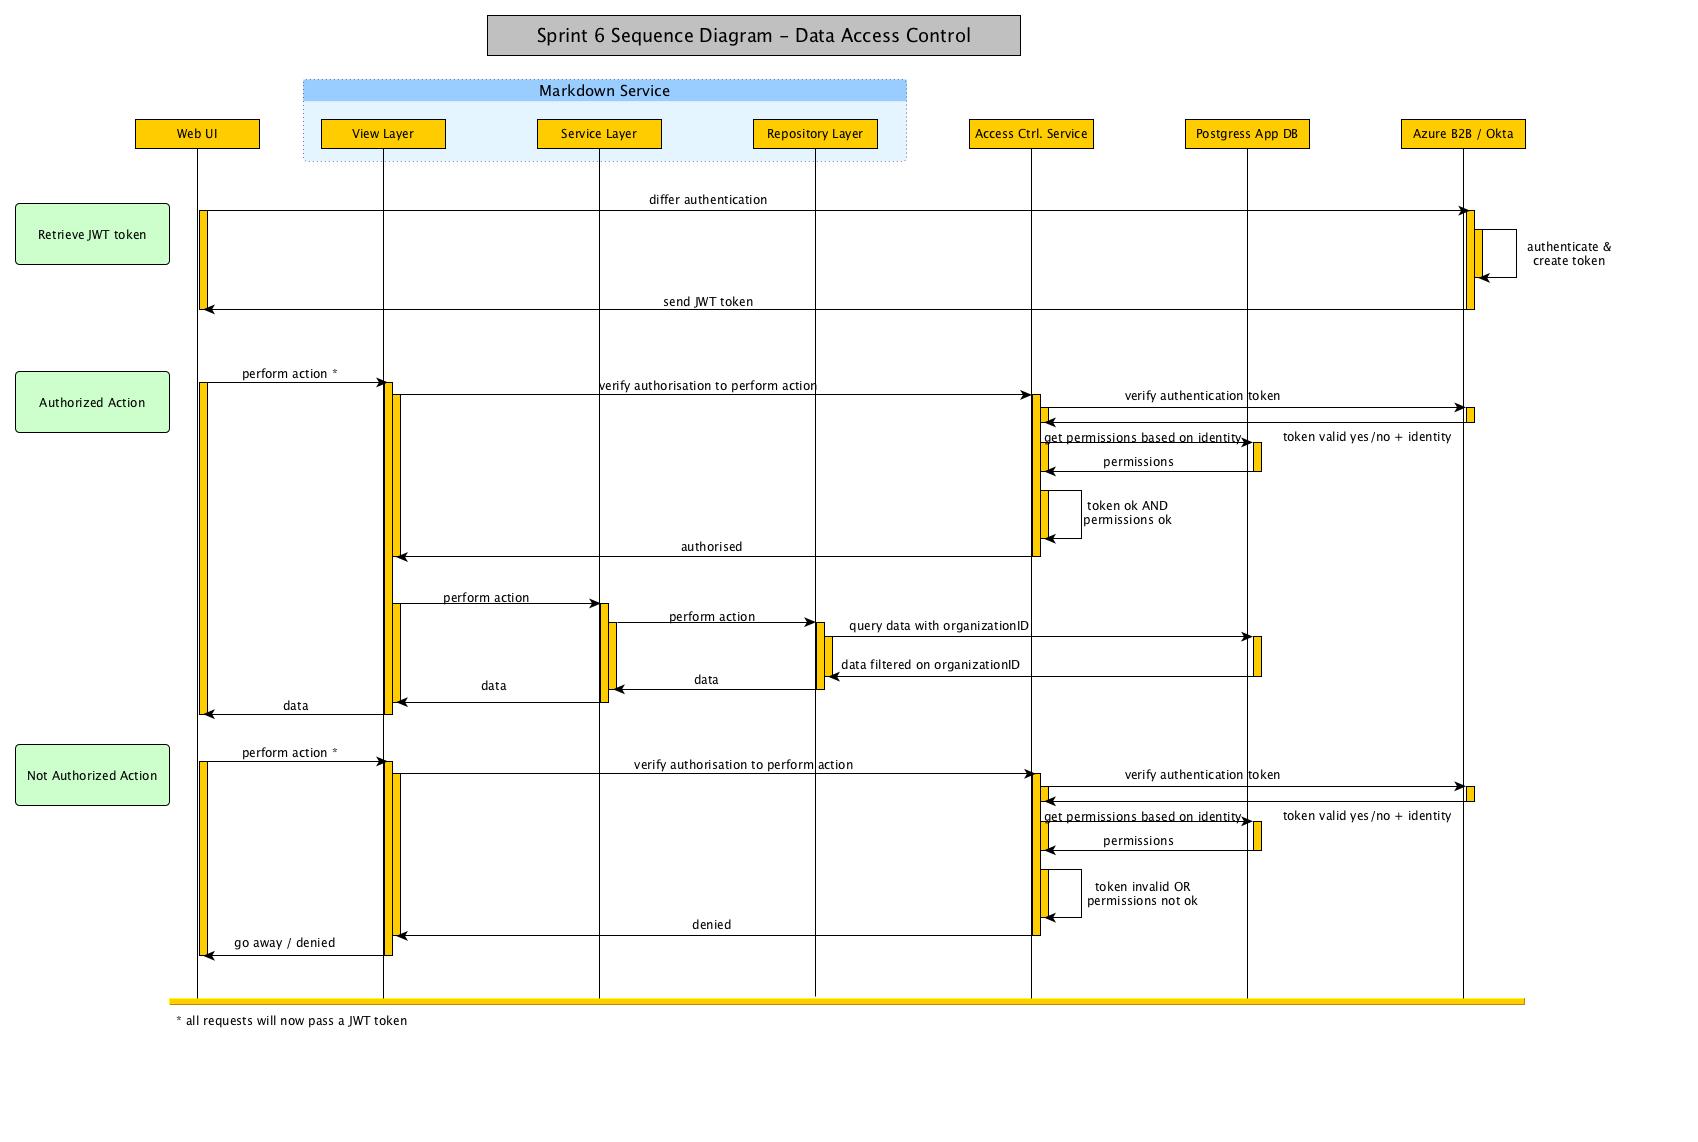 Sprint 6 Sequence Diagram – Data Access Control
Markdown Service
Web UI
View Layer
Service Layer
Repository Layer
Access Ctrl. Service
Postgress App DB
Azure B2B / Okta
Retrieve JWT token
differ authentication
authenticate &
create token
send JWT token
Authorized Action
perform action *
verify authorisation to perform action
verify authentication token
token valid yes/no + identity
get permissions based on identity
permissions
token ok AND
permissions ok
authorised
perform action
perform action
query data with organizationID
data filtered on organizationID
data
data
data
Not Authorized Action
perform action *
verify authorisation to perform action
verify authentication token
token valid yes/no + identity
get permissions based on identity
permissions
token invalid OR
permissions not ok
denied
go away / denied
* all requests will now pass a JWT token